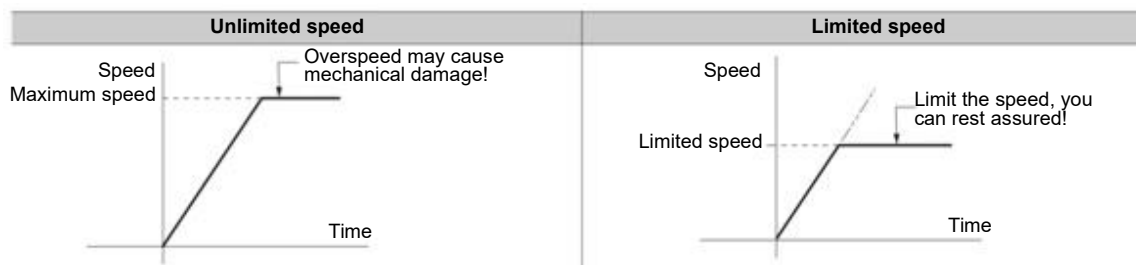 Unlimited speed
Limited speed
Speed
Overspeed may cause
mechanical damage!
Maximum speed
Time
Speed
Limit the speed, you
can rest assured!
Limited speed
Time